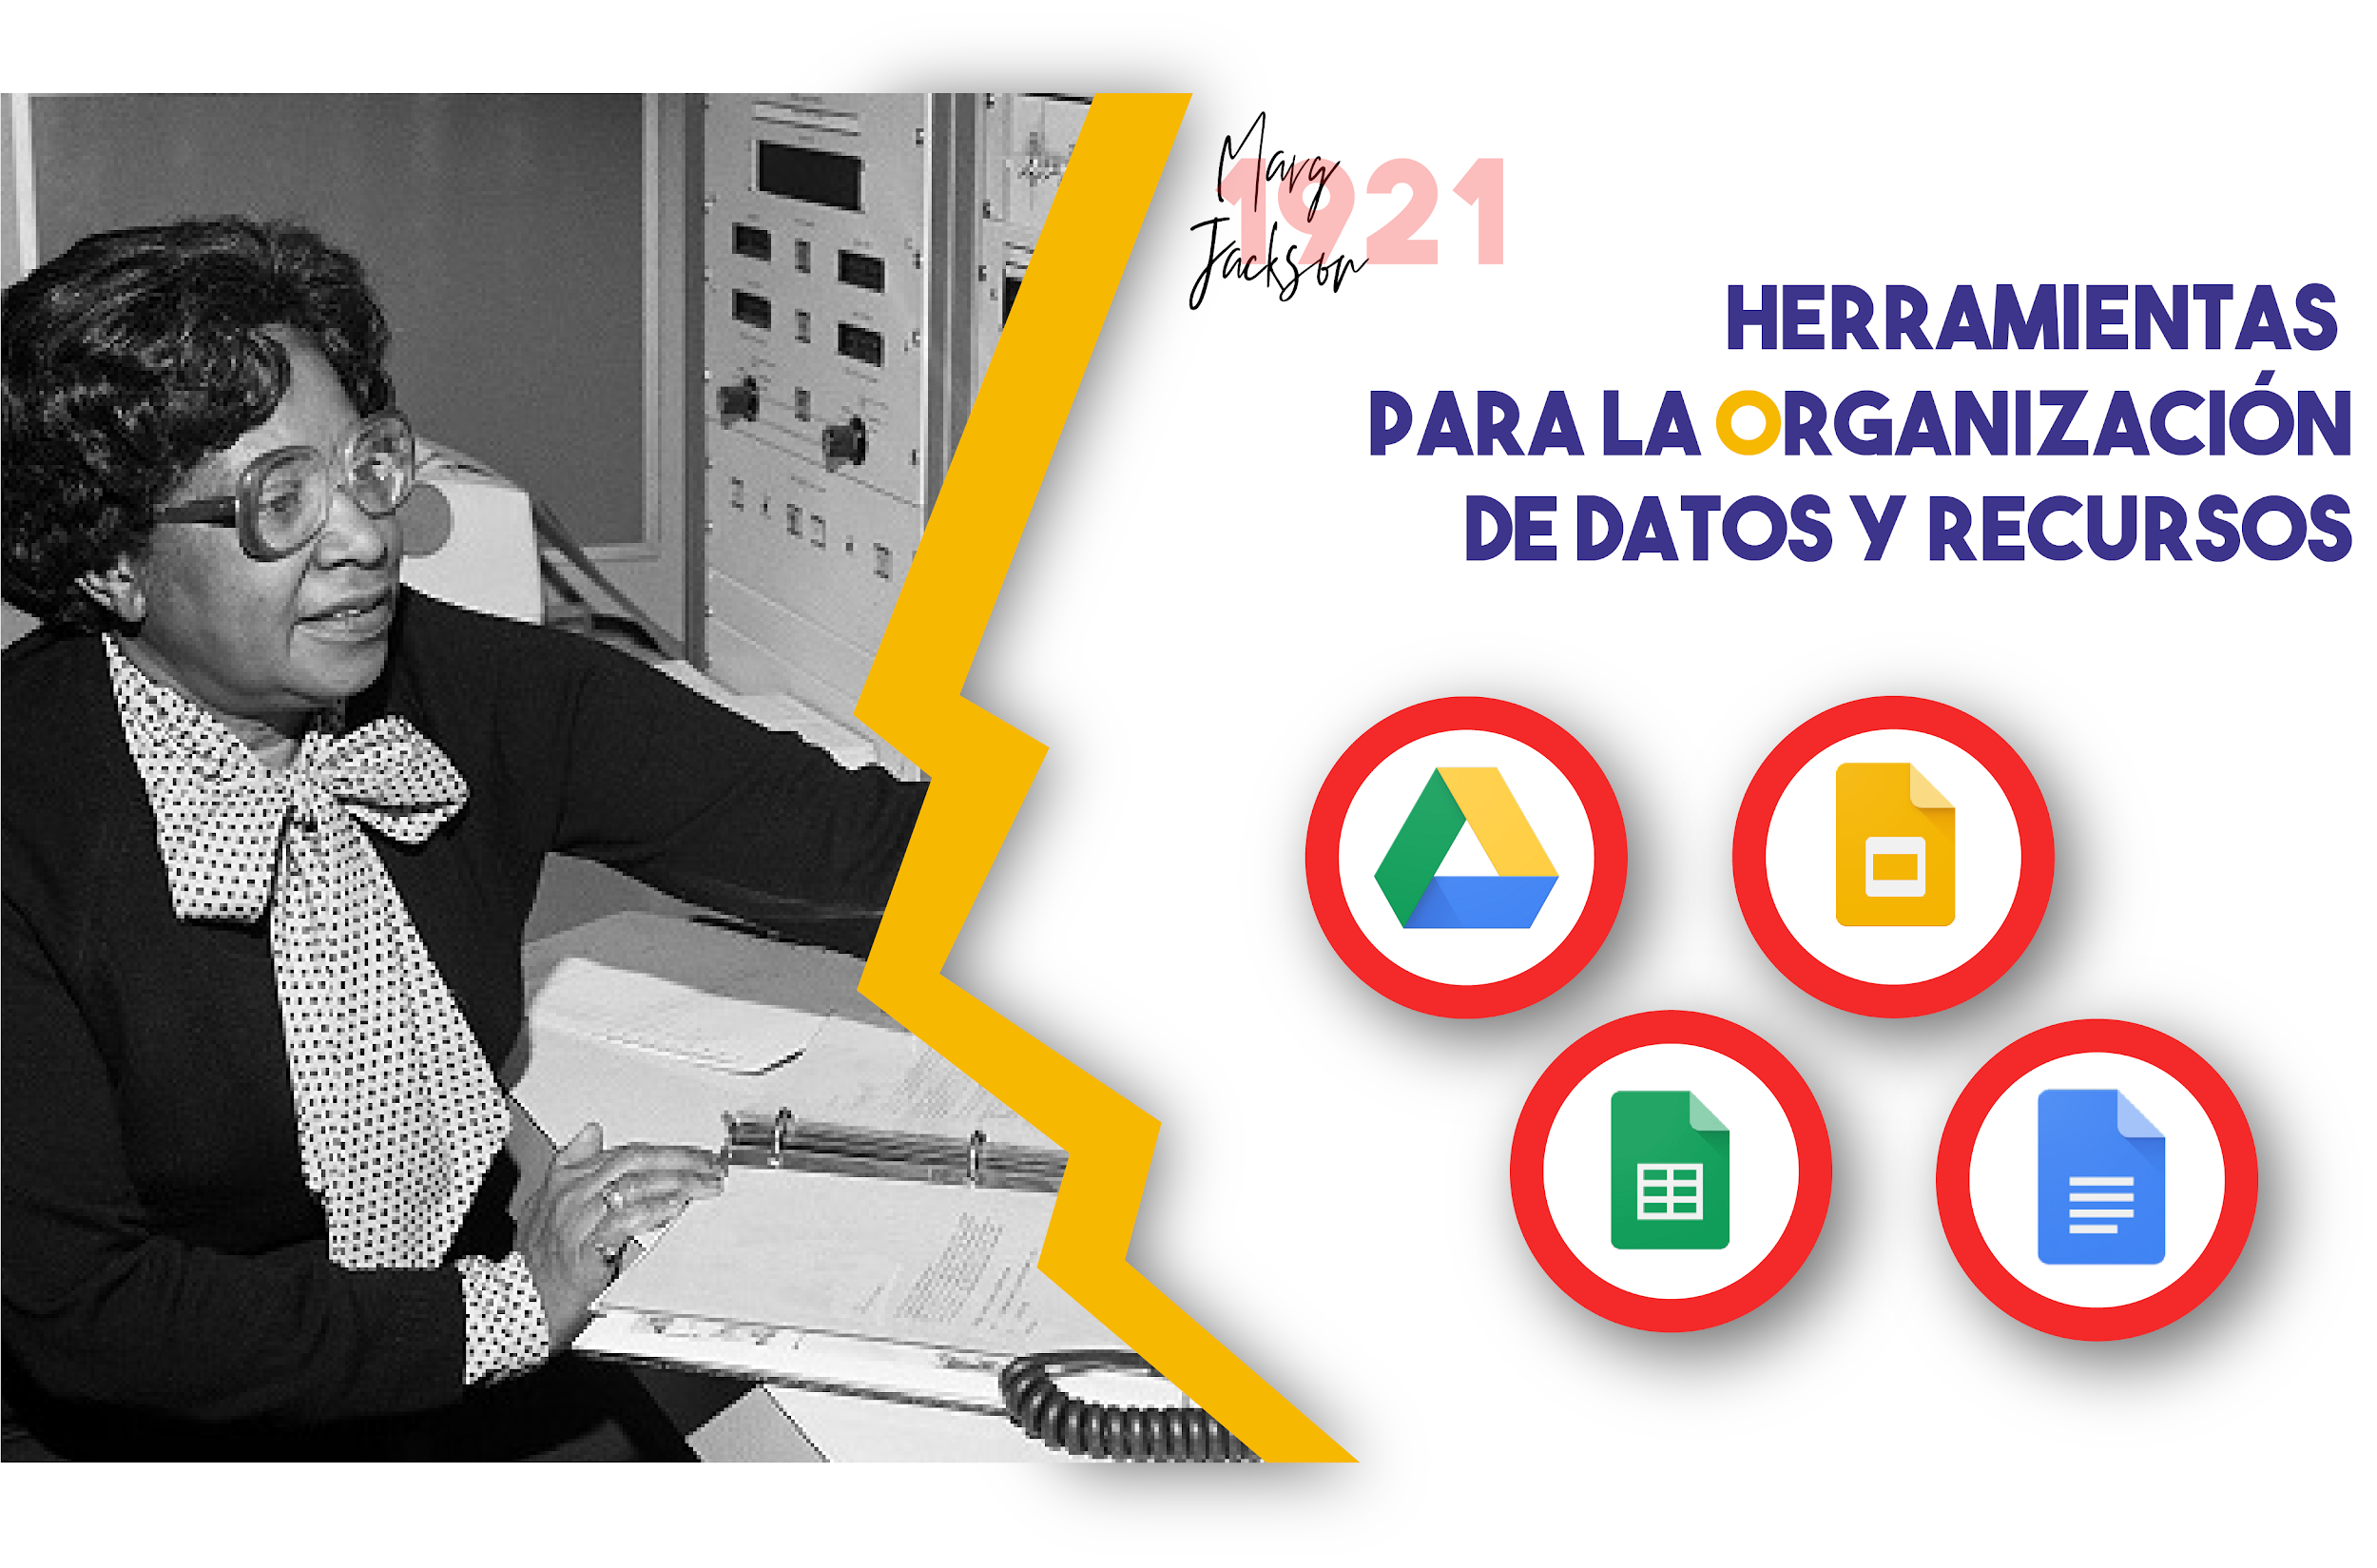 Mary
1921
Jackson
HERRAMIENTAS
PARA LA ORGANIZACIÓN
DE DATOS Y RECURSOS